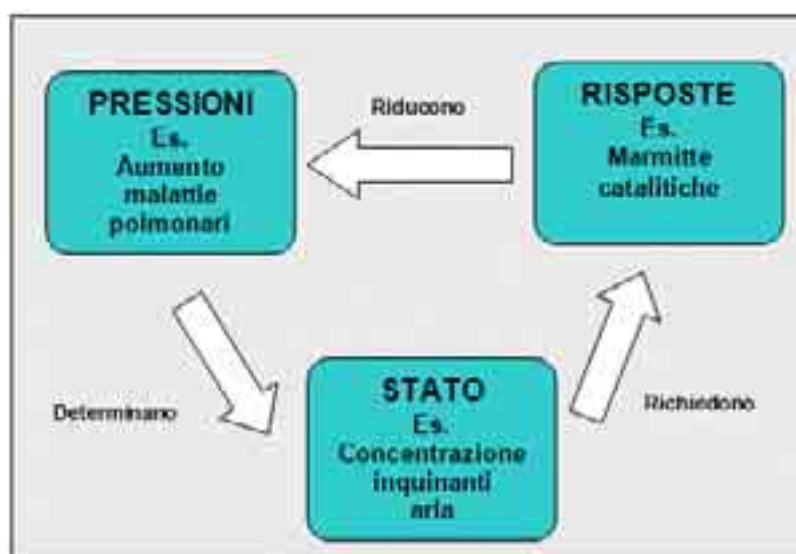 PRESSIONI
Es.
Aumento
malattie
polmonari
Riducono
RISPOSTE
Es.
Marmitte
catalitiche
Determinano
STATO
Es.
Concentrazione
inquinanti
aria
Richiedono